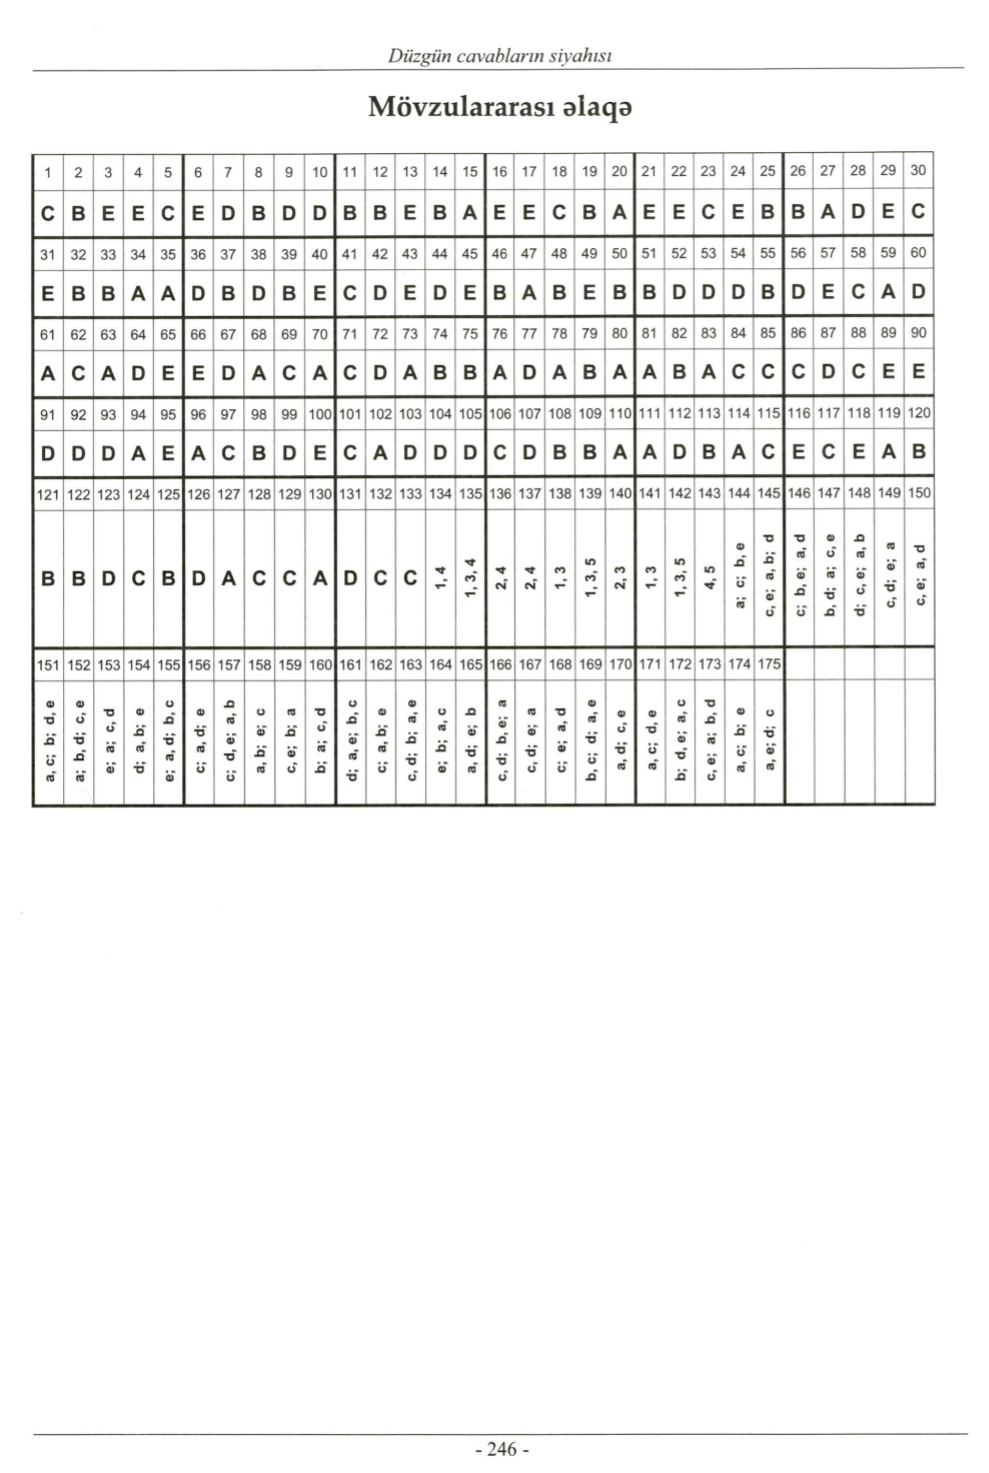 Düzgün cavabların siyahısı
Mövzulararası əlaqə
1 2 3 4 5 6 7 8 9 10 11 12 13 14 15 16 17 18 19 20 21 22 23 24 25 26 27 28 29 30
C B E E C E D B D D B B E B A E E C B A E E C E B B A D E C
31 32 33 34 35 36 37 38 39 40 41 42 43 44 45 46 47 48 49 50 51 52 53 54 55 56 57 58 59 60
E B B A A D B D B E C D E D E B A B E B B D D D B D E C A D
61 62 63 64 65 66 67 68 69 70 71 72 73 74 75 76 77 78 79 80 81 82 83 84 85 86 87 88 89 90
A C A D E E D A C A C D A B B A D A B A A B A C C C D C E E
91 92 93 94 95 96 97 98 99 100 101 102 103 104 105 106 107 108 109 110 111 112 113 114 115 116 117 118 119 120
D D D A E A C B D E C A D D D C D B B A A D B A C E C E A B
121 122 123 124 125 126 127 128 129 130 131 132 133 134 135 136 137 138 139 140 141 142 143 144 145 146 147 148 149 150
B B D C B D A C C A D C C 1, 4 1, 3, 4 2, 4 2, 4 1, 3 1, 3, 5 2, 3 1, 3 1, 3, 5 4, 5 a; c; b, e c, e; a, b; d c; b, e; a, d b, d; a; c, e d; c, e; a, b c, d; e; a c, e; a, d
151 152 153 154 155 156 157 158 159 160 161 162 163 164 165 166 167 168 169 170 171 172 173 174 175
a, c; b; d, e a; b, d; c, e e; a; c, d d; a, b; e e; a, d; b, c c; a, d; e c; d, e; a, b a, b; e; c c, e; b; a b; a; c, d d; a, e; b, c c; a, b; e c, d; b; a, e e; b; a, c a, d; e; b c, d; b, e; a c, d; e; a c; e; a, d b, c; d; a, e a, d; c, e a, c; d, e b; d, e; a, c c, e; a; b, d a, c; b; e a, e; d; c
- 246 -